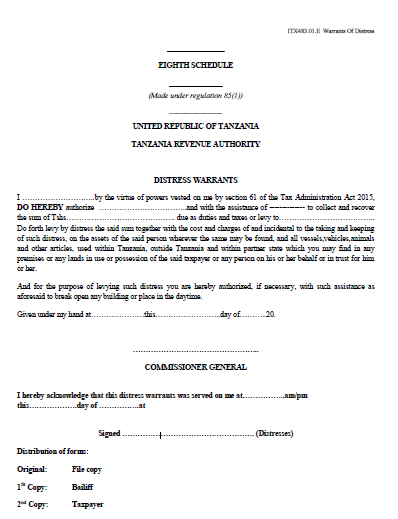 ITX483.01.E Warrants Of Distress
EIGHTH SCHEDULE
(Made under regulation 85(1))
UNITED REPUBLIC OF TANZANIA
TANZANIA REVENUE AUTHORITY
DISTRESS WARRANTS
I ……………………….by the virtue of powers vested on me by section 61 of the Tax Administration Act 2015,
DO HEREBY authorize ……………………………and with the assistance of -------------- to collect and recover
the sum of Tshs…………………………………. due as duties and taxes or levy to……………………………..
Do forth levy by distress the said sum together with the cost and charges of and incidental to the taking and keeping
of such distress, on the assets of the said person wherever the same may be found, and all vessels,vehicles,animals
and other articles, used within Tanzania, outside Tanzania and within partner state which you may find in any
premises or any lands in use or possession of the said taxpayer or any person on his or her behalf or in trust for him
or her.
And for the purpose of levying such distress you are hereby authorized, if necessary, with such assistance as
aforesaid to break open any building or place in the daytime.
Given under my hand at…………………this……………………day of………..20.
…………………………………………..
COMMISSIONER GENERAL
I hereby acknowledge that this distress warrants was served on me at…………….am/pm
this……………….day of …………….at
Signed …………………………………………. (Distresses)
Distribution of forms:
Original: File copy
1St Copy: Bailiff
2nd Copy: Taxpayer